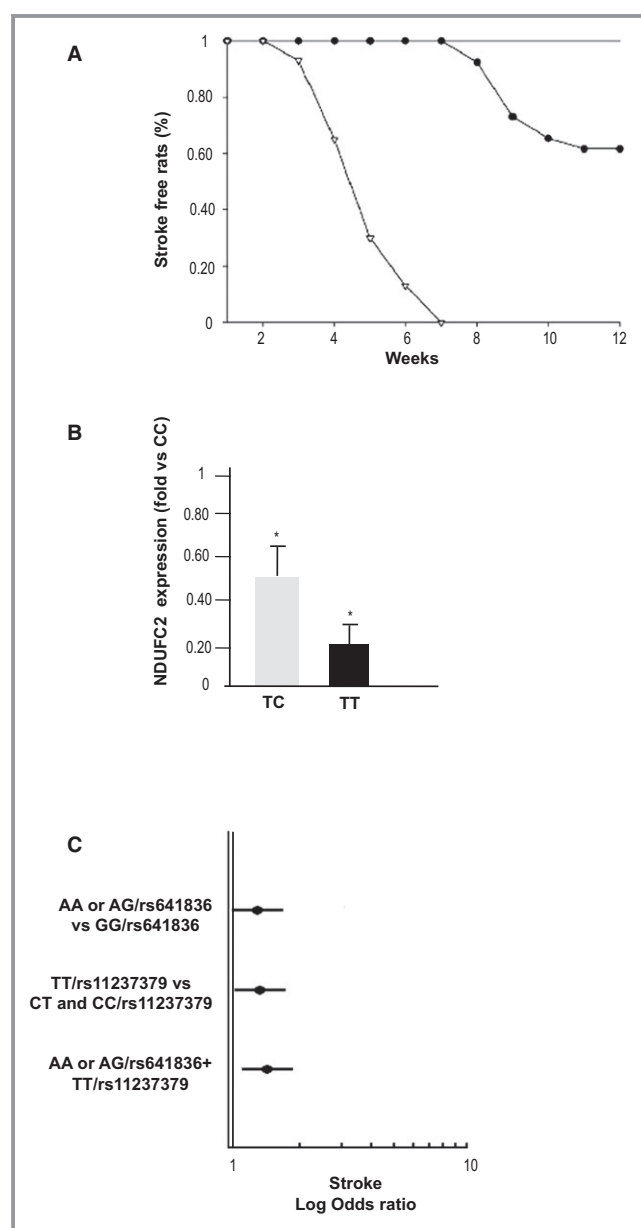 A
Stroke free rats (%)
1
0.80
0.60
0.40
0.20
0
2 4 6 8 10 12
Weeks
B
NDUFC2 expression (fold vs CC)
1
0.80
0.60
0.40
0.20
0
* *
TC TT
C
AA or AG/rs641836
vs GG/rs641836
TT/rs11237379 vs
CT and CC/rs11237379
AA or AG/rs641836+
TT/rs11237379
1 10
Stroke
Log Odds ratio